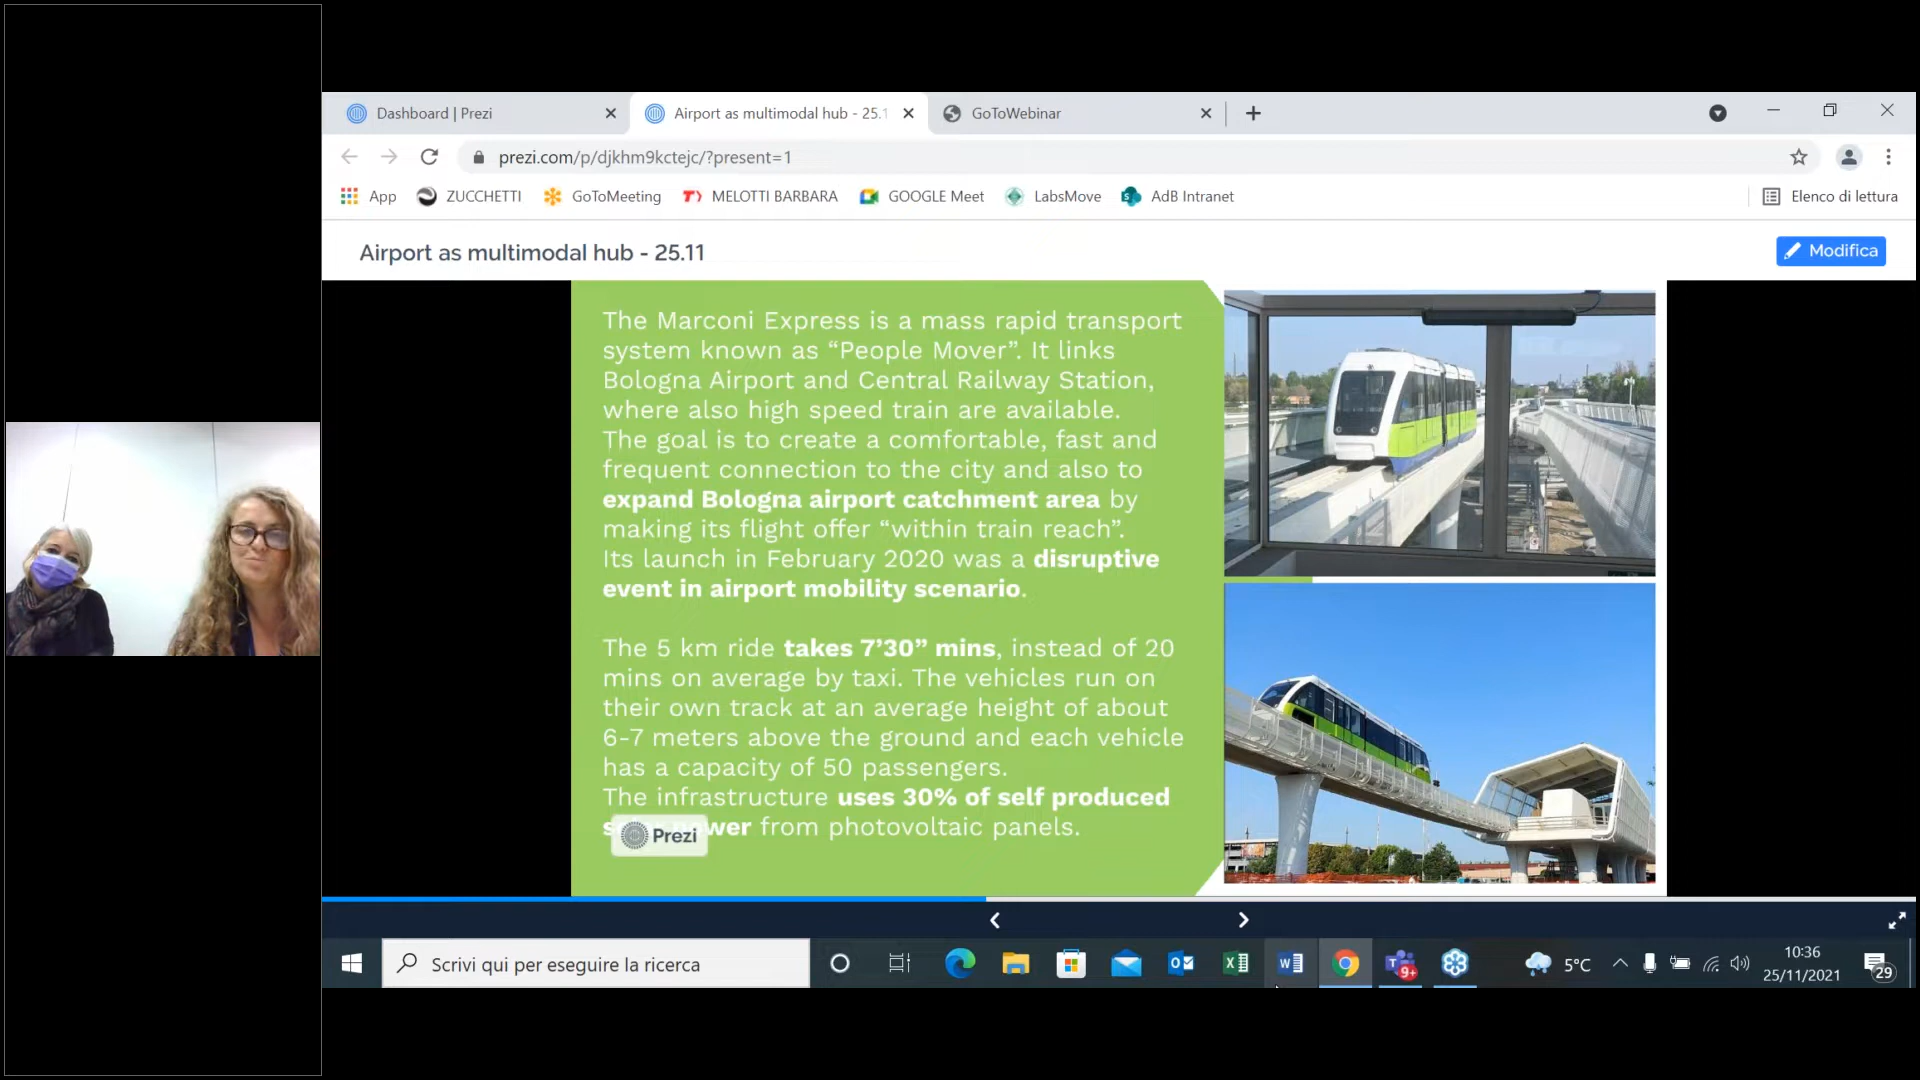 Dashboard | Prezi
Airport as multimodal hub - 25.1
GoToWebinar
prezi.com/p/djkhm9kctejc/?present=1
App
ZUCCHETTI
GoToMeeting
MELOTTI BARBARA
GOOGLE Meet
LabsMove
AdB Intranet
Elenco di lettura
Airport as multimodal hub - 25.11
Modifica
The Marconi Express is a mass rapid transport
system known as “People Mover”. It links
Bologna Airport and Central Railway Station,
where also high speed train are available.
The goal is to create a comfortable, fast and
frequent connection to the city and also to
expand Bologna airport catchment area by
making its flight offer “within train reach”.
Its launch in February 2020 was a disruptive
event in airport mobility scenario.
The 5 km ride takes 7’30” mins, instead of 20
mins on average by taxi. The vehicles run on
their own track at an average height of about
6-7 meters above the ground and each vehicle
has a capacity of 50 passengers.
The infrastructure uses 30% of self produced
from photovoltaic panels.
Prezi
Scrivi qui per eseguire la ricerca
9+
5°C
10:36
25/11/2021
29